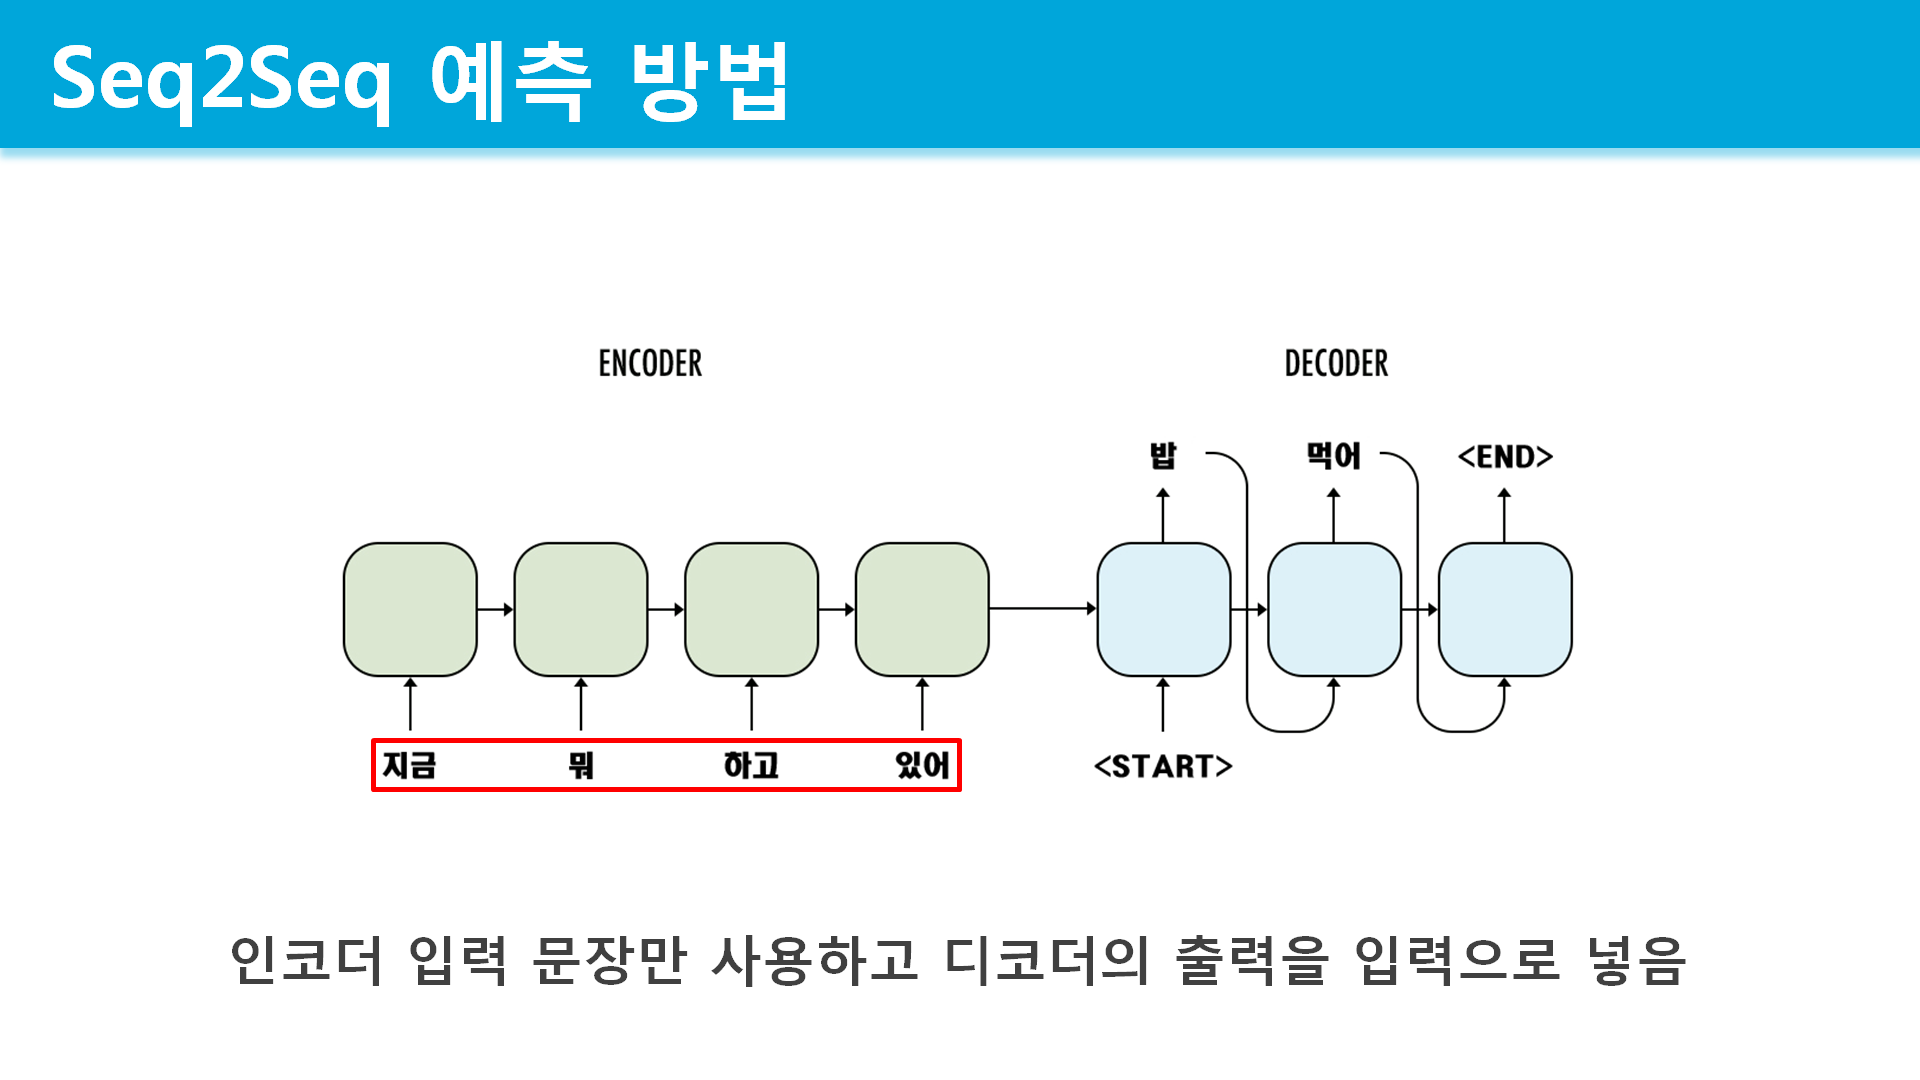 Seq2Seq 예측 방법
ENCODER
DECODER
밥 먹어 <END>
지금 뭐 하고 있어 <START>
인코더 입력 문장만 사용하고 디코더의 출력을 입력으로 넣음